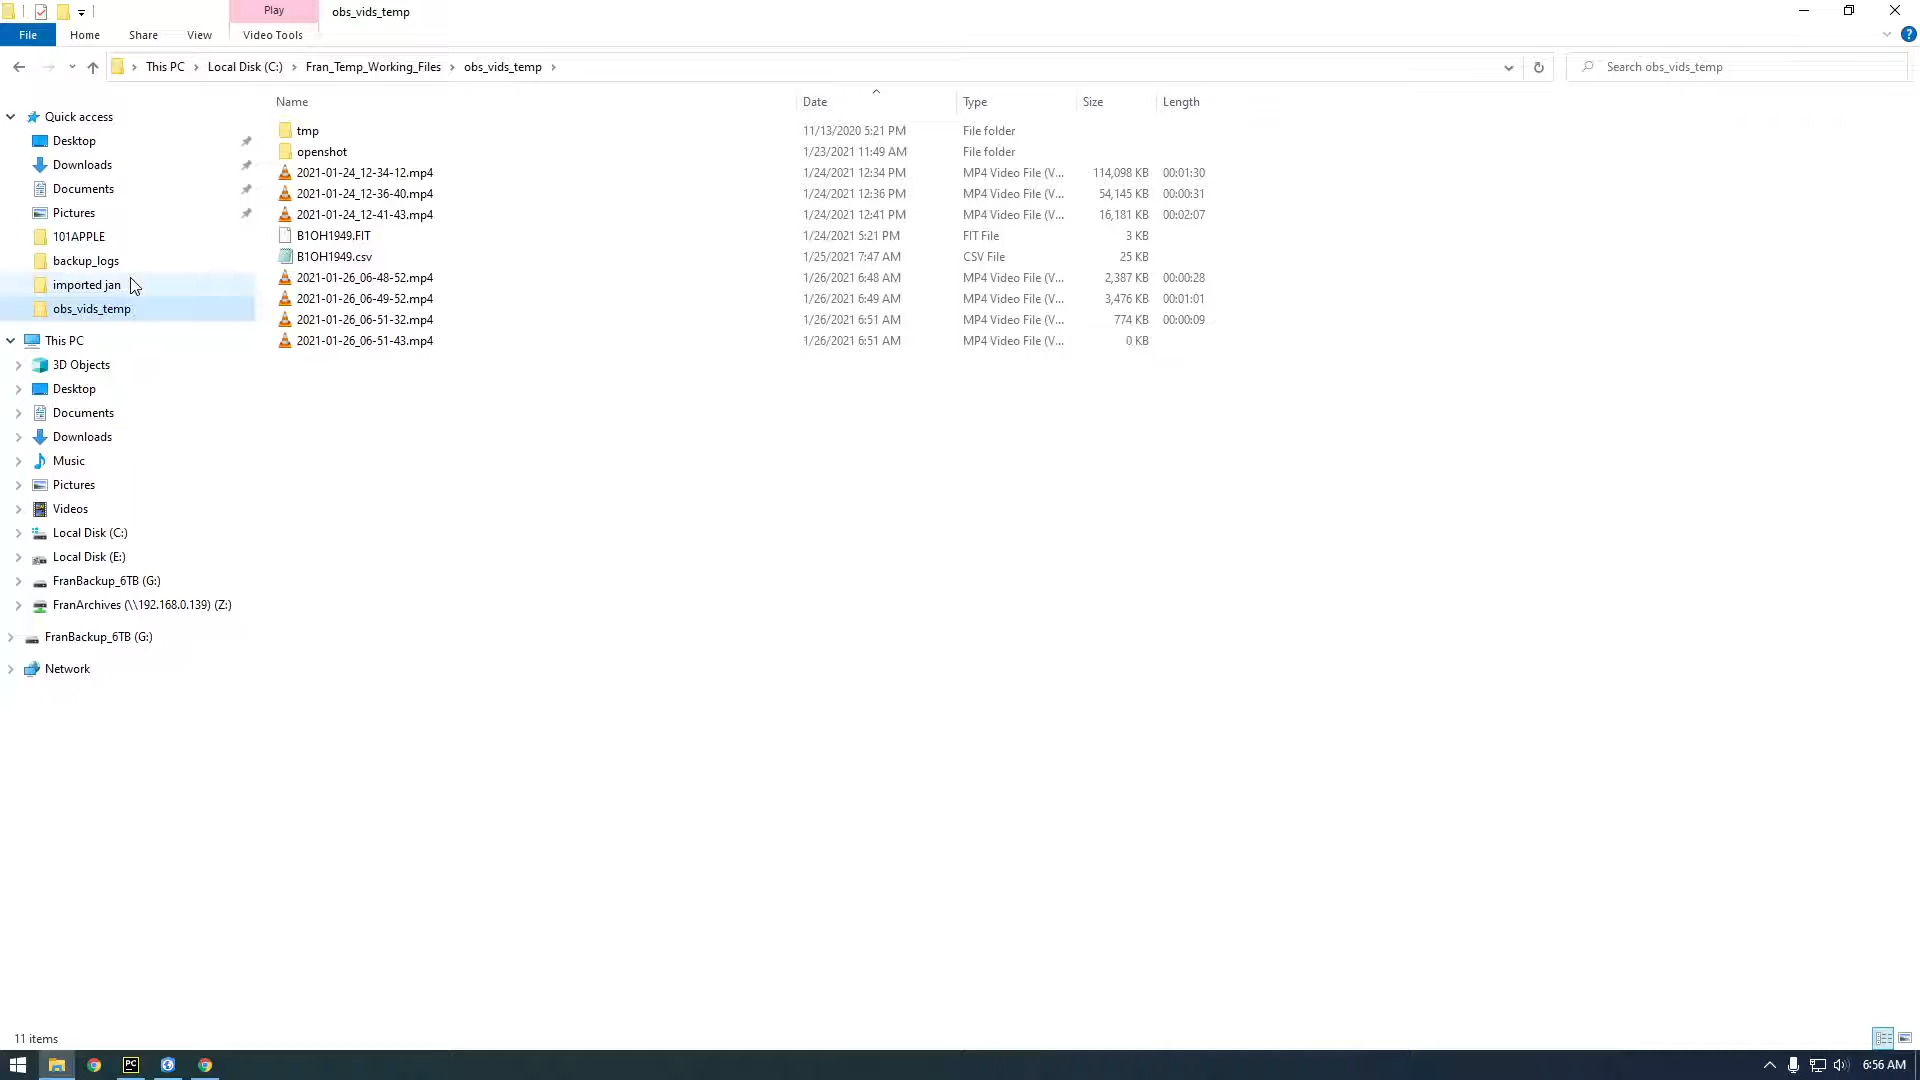 Play
obs_vids_temp
File
Home
Share
View
Video Tools
?
This PC
Local Disk (C:)
Fran_Temp_Working_Files
obs_vids_temp
Search obs_vids_temp
Name Date Type Size Length
tmp 11/13/2020 5:21 PM File folder
openshot 1/23/2021 11:49 AM File folder
2021-01-24_12-34-12.mp4 1/24/2021 12:34 PM MP4 Video File (V... 114,098 KB 00:01:30
2021-01-24_12-36-40.mp4 1/24/2021 12:36 PM MP4 Video File (V... 54,145 KB 00:00:31
2021-01-24_12-41-43.mp4 1/24/2021 12:41 PM MP4 Video File (V... 16,181 KB 00:02:07
B1OH1949.FIT 1/24/2021 5:21 PM FIT File 3 KB
B1OH1949.csv 1/25/2021 7:47 AM CSV File 25 KB
2021-01-26_06-48-52.mp4 1/26/2021 6:48 AM MP4 Video File (V... 2,387 KB 00:00:28
2021-01-26_06-49-52.mp4 1/26/2021 6:49 AM MP4 Video File (V... 3,476 KB 00:01:01
2021-01-26_06-51-32.mp4 1/26/2021 6:51 AM MP4 Video File (V... 774 KB 00:00:09
2021-01-26_06-51-43.mp4 1/26/2021 6:51 AM MP4 Video File (V... 0 KB
Quick access
Desktop
Downloads
Documents
Pictures
101APPLE
backup_logs
imported jan
obs_vids_temp
This PC
3D Objects
Desktop
Documents
Downloads
Music
Pictures
Videos
Local Disk (C:)
Local Disk (E:)
FranBackup_6TB (G:)
FranArchives (\\192.168.0.139) (Z:)
FranBackup_6TB (G:)
Network
11 items
PC
6:56 AM